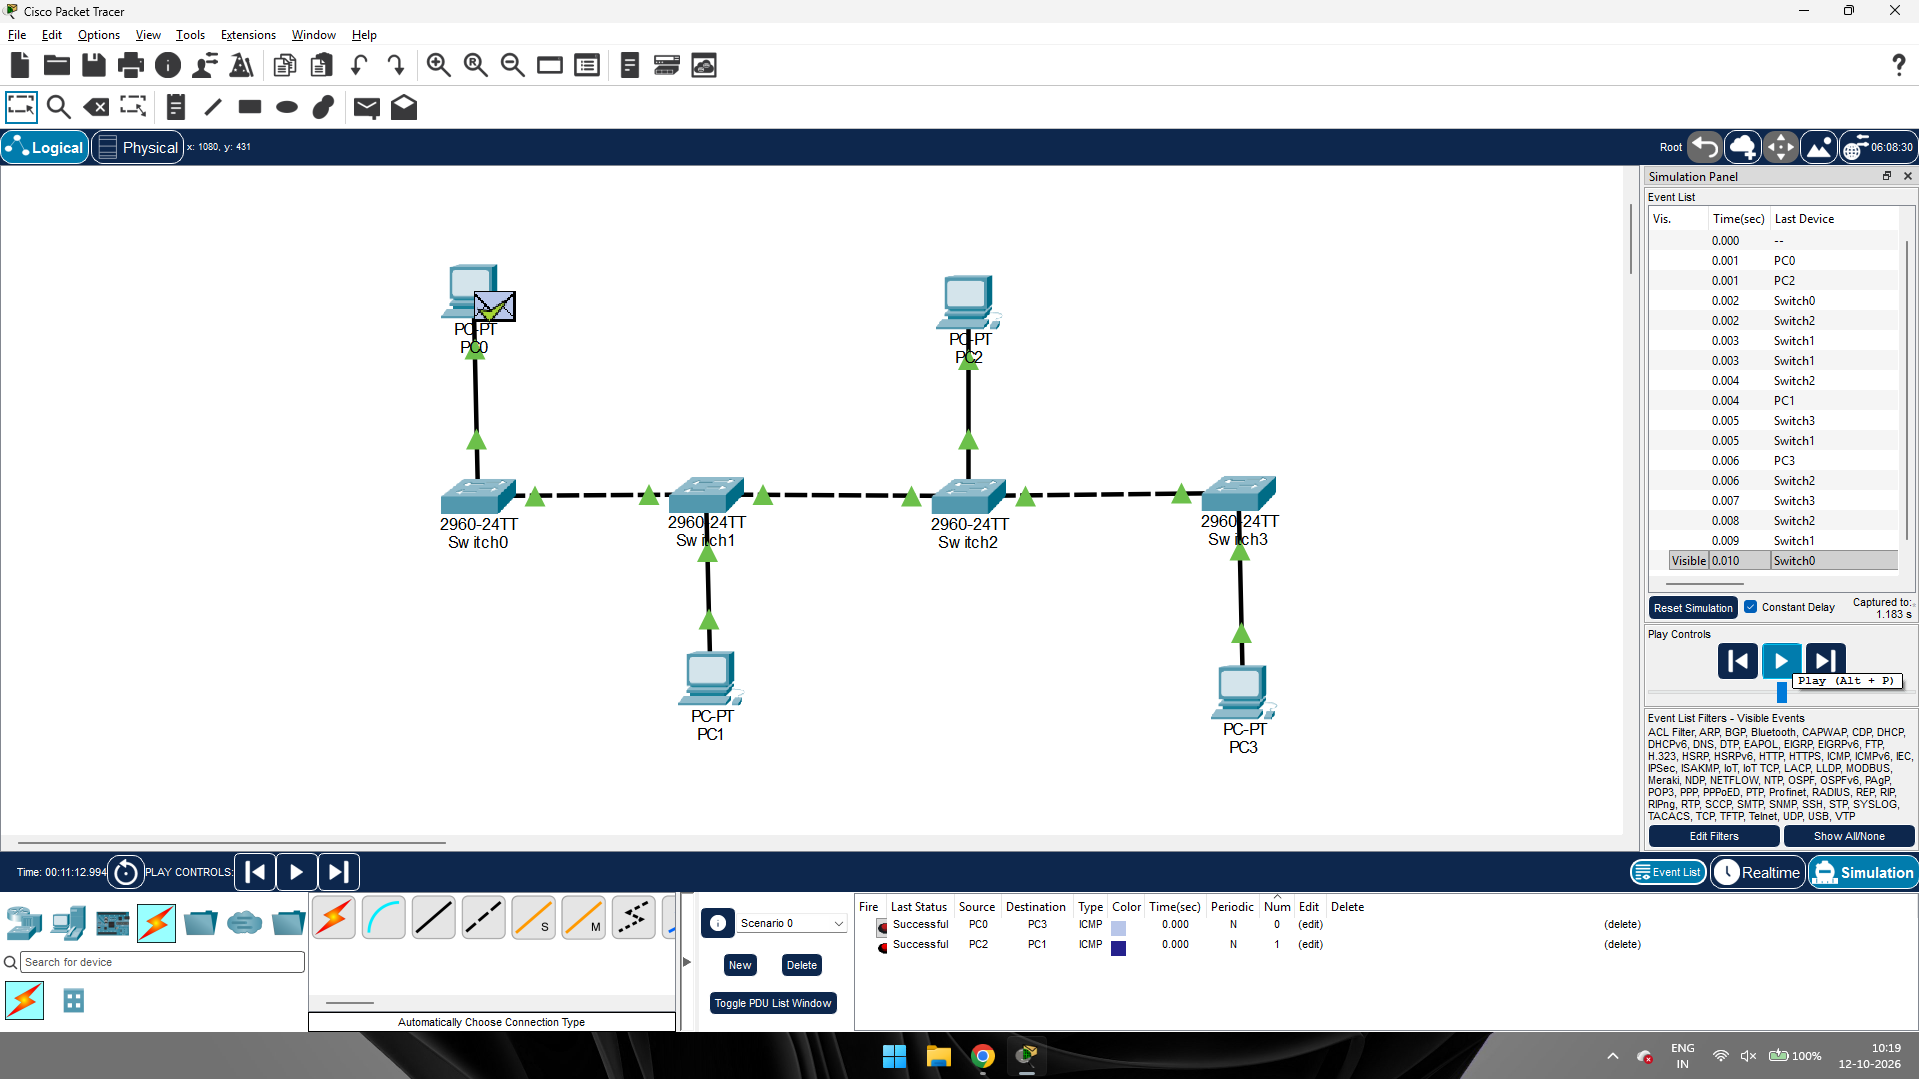 Cisco Packet Tracer
File Edit Options View Tools Extensions Window Help
Logical Physical x: 1080, y: 431 Root 06:08:30
PC-PT
PC0
PC-PT
PC2
2960-24TT
Switch0
2960-24TT
Switch1
2960-24TT
Switch2
2960-24TT
Switch3
PC-PT
PC1
PC-PT
PC3
Simulation Panel
Event List
Vis. Time(sec) Last Device
0.000 --
0.001 PC0
0.001 PC2
0.002 Switch0
0.002 Switch2
0.003 Switch1
0.003 Switch1
0.004 Switch2
0.004 PC1
0.005 Switch3
0.005 Switch1
0.006 PC3
0.006 Switch2
0.007 Switch3
0.008 Switch2
0.009 Switch1
Visible 0.010 Switch0
Reset Simulation Constant Delay Captured to:
1.183 s
Play Controls
Play (Alt + P)
Event List Filters - Visible Events
ACL Filter, ARP, BGP, Bluetooth, CAPWAP, CDP, DHCP,
DHCPv6, DNS, DTP, EAPOL, EIGRP, EIGRPv6, FTP,
H.323, HSRP, HSRPv6, HTTP, HTTPS, ICMP, ICMPv6, IEC,
IPSec, ISAKMP, IoT, IoT TCP, LACP, LLDP, MODBUS,
Meraki, NDP, NETFLOW, NTP, OSPF, OSPFv6, PAgP,
POP3, PPP, PPPoED, PTP, Profinet, RADIUS, REP, RIP,
RIPng, RTP, SCCP, SMTP, SNMP, SSH, STP, SYSLOG,
TACACS, TCP, TFTP, Telnet, UDP, USB, VTP
Edit Filters Show All/None
Time: 00:11:12.994 PLAY CONTROLS: Event List Realtime Simulation
Search for device
S M
Automatically Choose Connection Type
Scenario 0
New Delete
Toggle PDU List Window
Fire Last Status Source Destination Type Color Time(sec) Periodic Num Edit Delete
Successful PC0 PC3 ICMP 0.000 N 0 (edit) (delete)
Successful PC2 PC1 ICMP 0.000 N 1 (edit) (delete)
ENG
IN
100%
10:19
12-10-2026